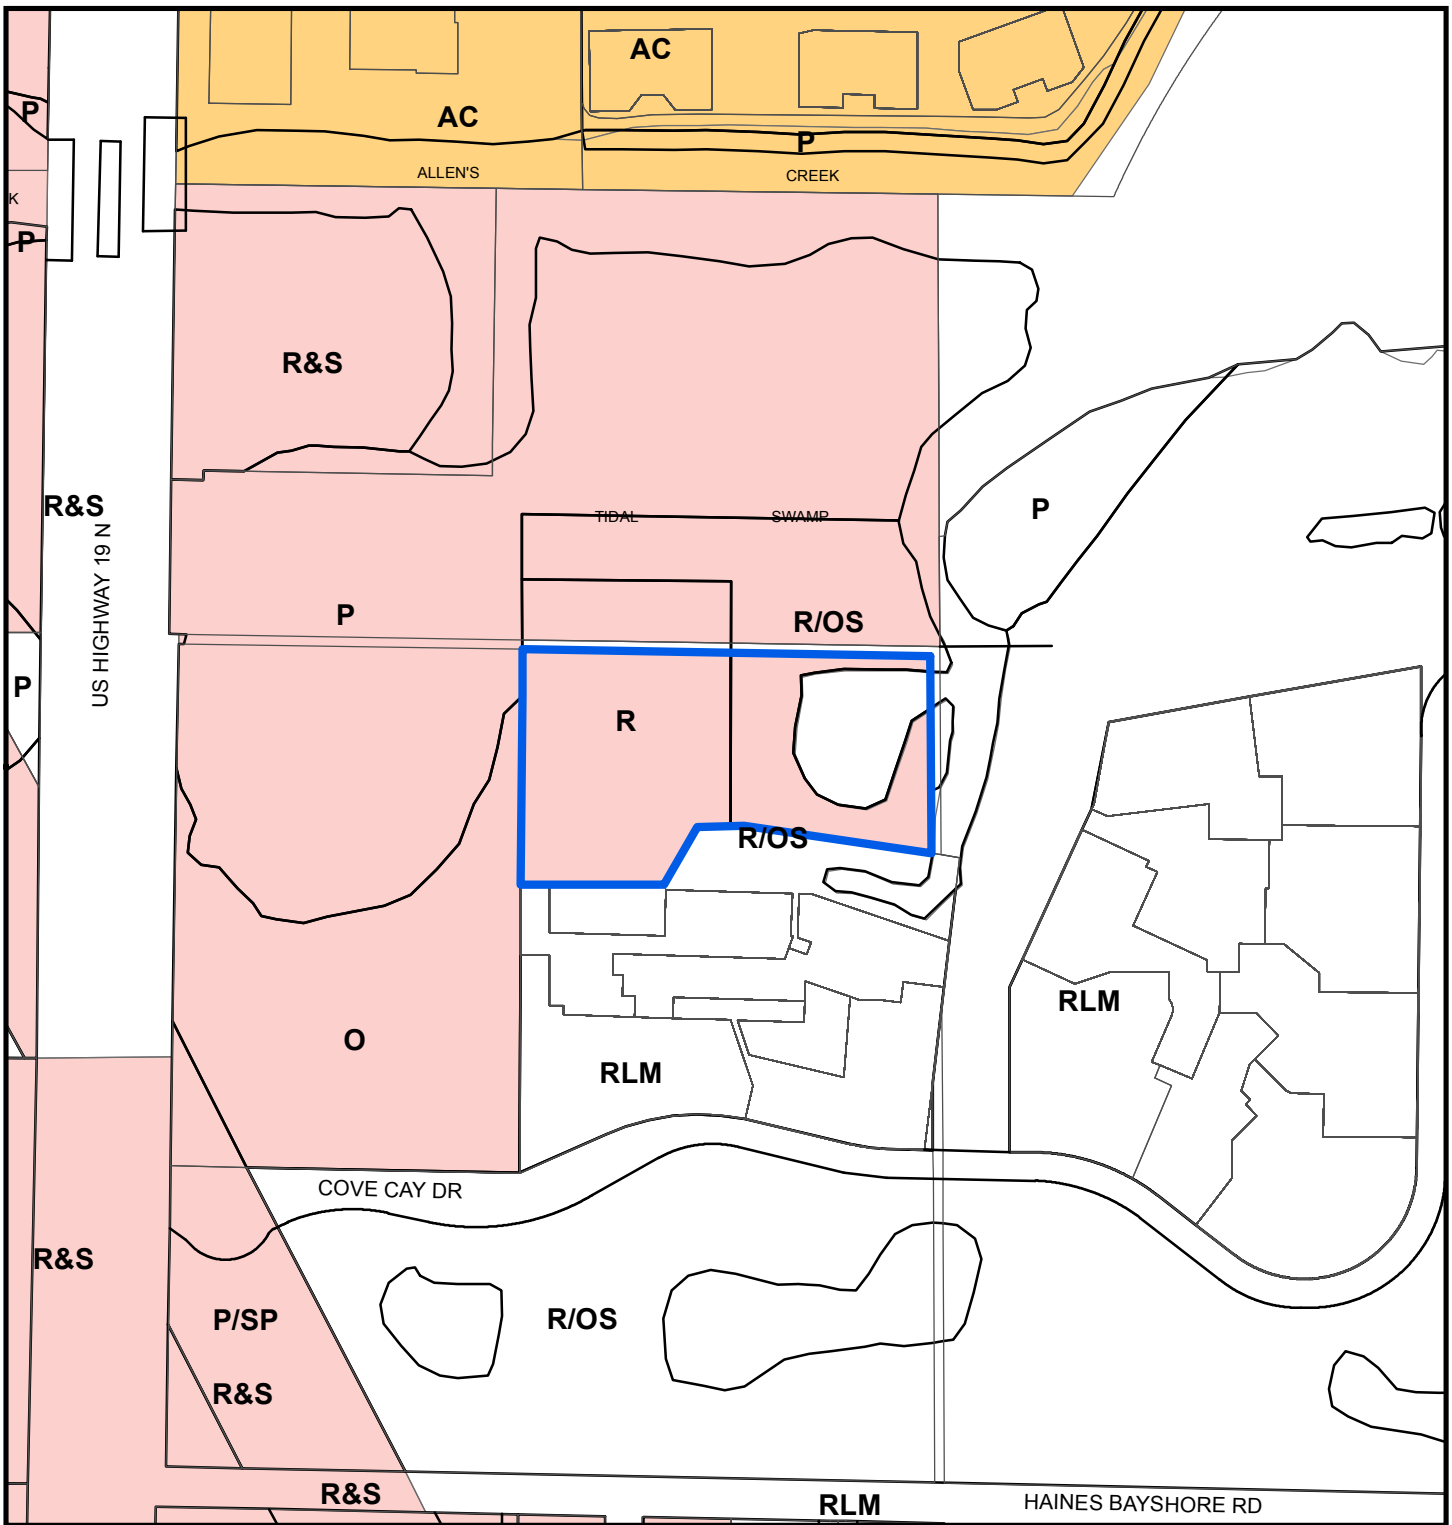 AC
P
AC
P
ALLEN'S
CREEK
K
P
R&S
R&S
P
TIDAL
SWAMP
US HIGHWAY 19 N
P
R/OS
P
R
R/OS
RLM
O
RLM
COVE CAY DR
R&S
P/SP
R/OS
R&S
R&S
RLM
HAINES BAYSHORE RD